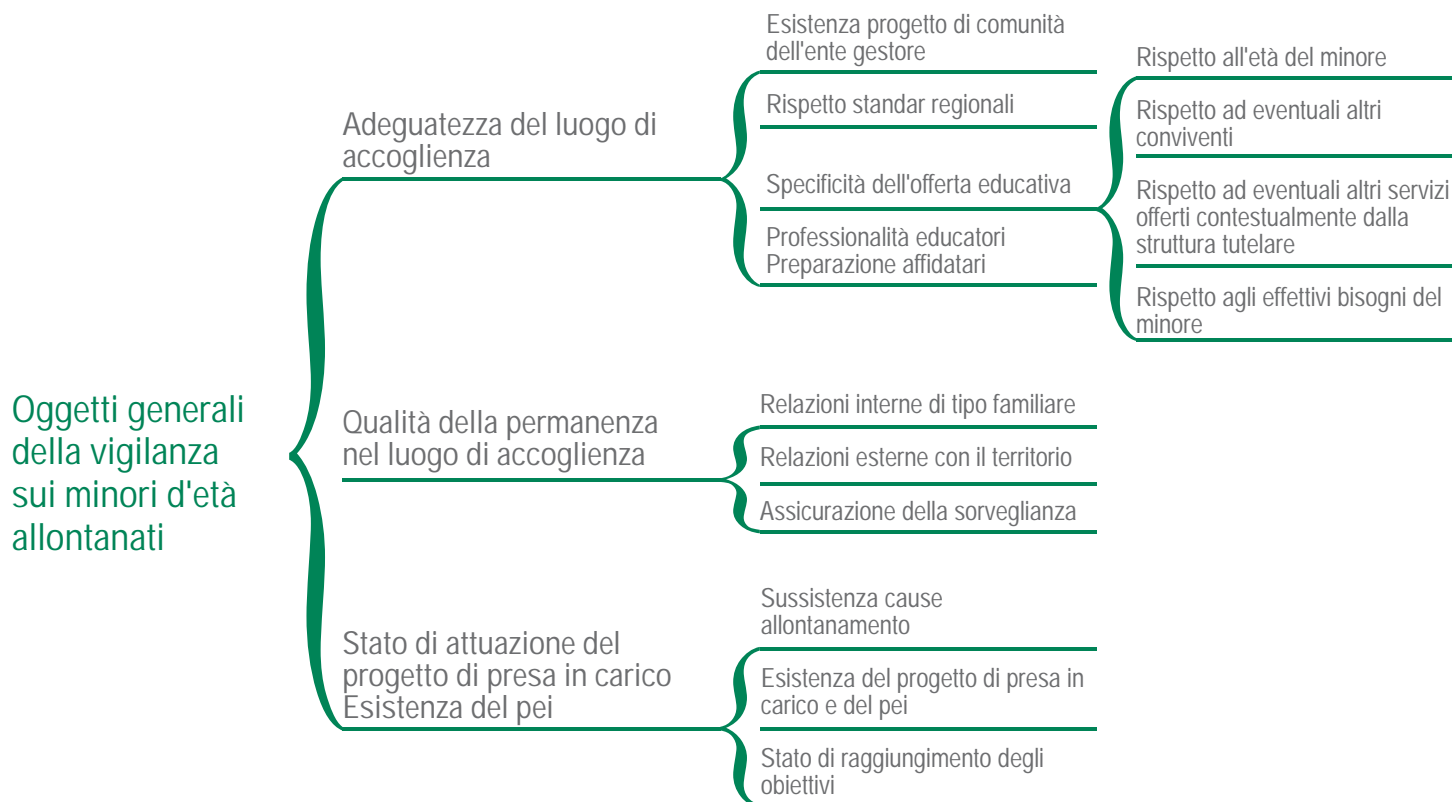 Oggetti generali
della vigilanza
sui minori d'età
allontanati
Adeguatezza del luogo di
accoglienza
Esistenza progetto di comunità
dell'ente gestore
Rispetto standar regionali
Specificità dell'offerta educativa
Rispetto all'età del minore
Rispetto ad eventuali altri
conviventi
Rispetto ad eventuali altri servizi
offerti contestualmente dalla
struttura tutelare
Rispetto agli effettivi bisogni del
minore
Professionalità educatori
Preparazione affidatari
Qualità della permanenza
nel luogo di accoglienza
Relazioni interne di tipo familiare
Relazioni esterne con il territorio
Assicurazione della sorveglianza
Stato di attuazione del
progetto di presa in carico
Esistenza del pei
Sussistenza cause
allontanamento
Esistenza del progetto di presa in
carico e del pei
Stato di raggiungimento degli
obiettivi